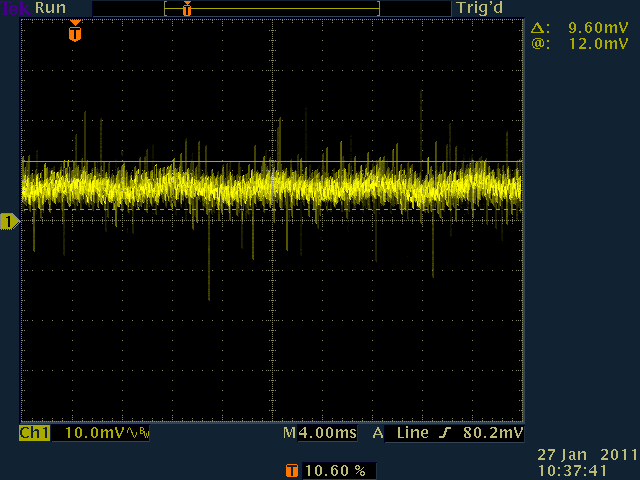 Tek Run Trig'd
T
T
Δ: 9.60mV
@: 12.0mV
1
Ch1 10.0mV∿BW M4.00ms A Line ∫ 80.2mV
T 10.60 %
27 Jan 2011
10:37:41